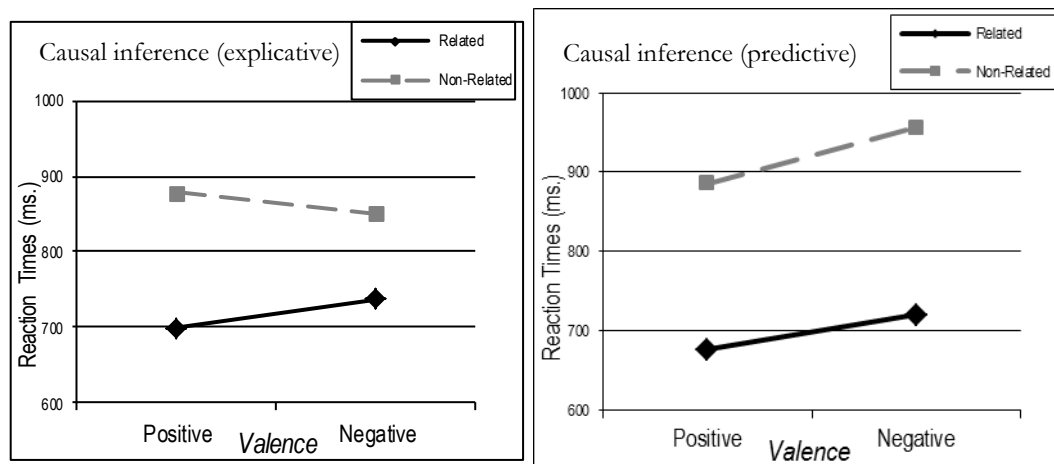 Causal inference (explicative)
Related
Non-Related
1000
900
800
700
600
Reaction Times (ms.)
Positive
Valence
Negative
Causal inference (predictive)
Related
Non-Related
1000
900
800
700
600
Reaction Times (ms.)
Positive
Valence
Negative